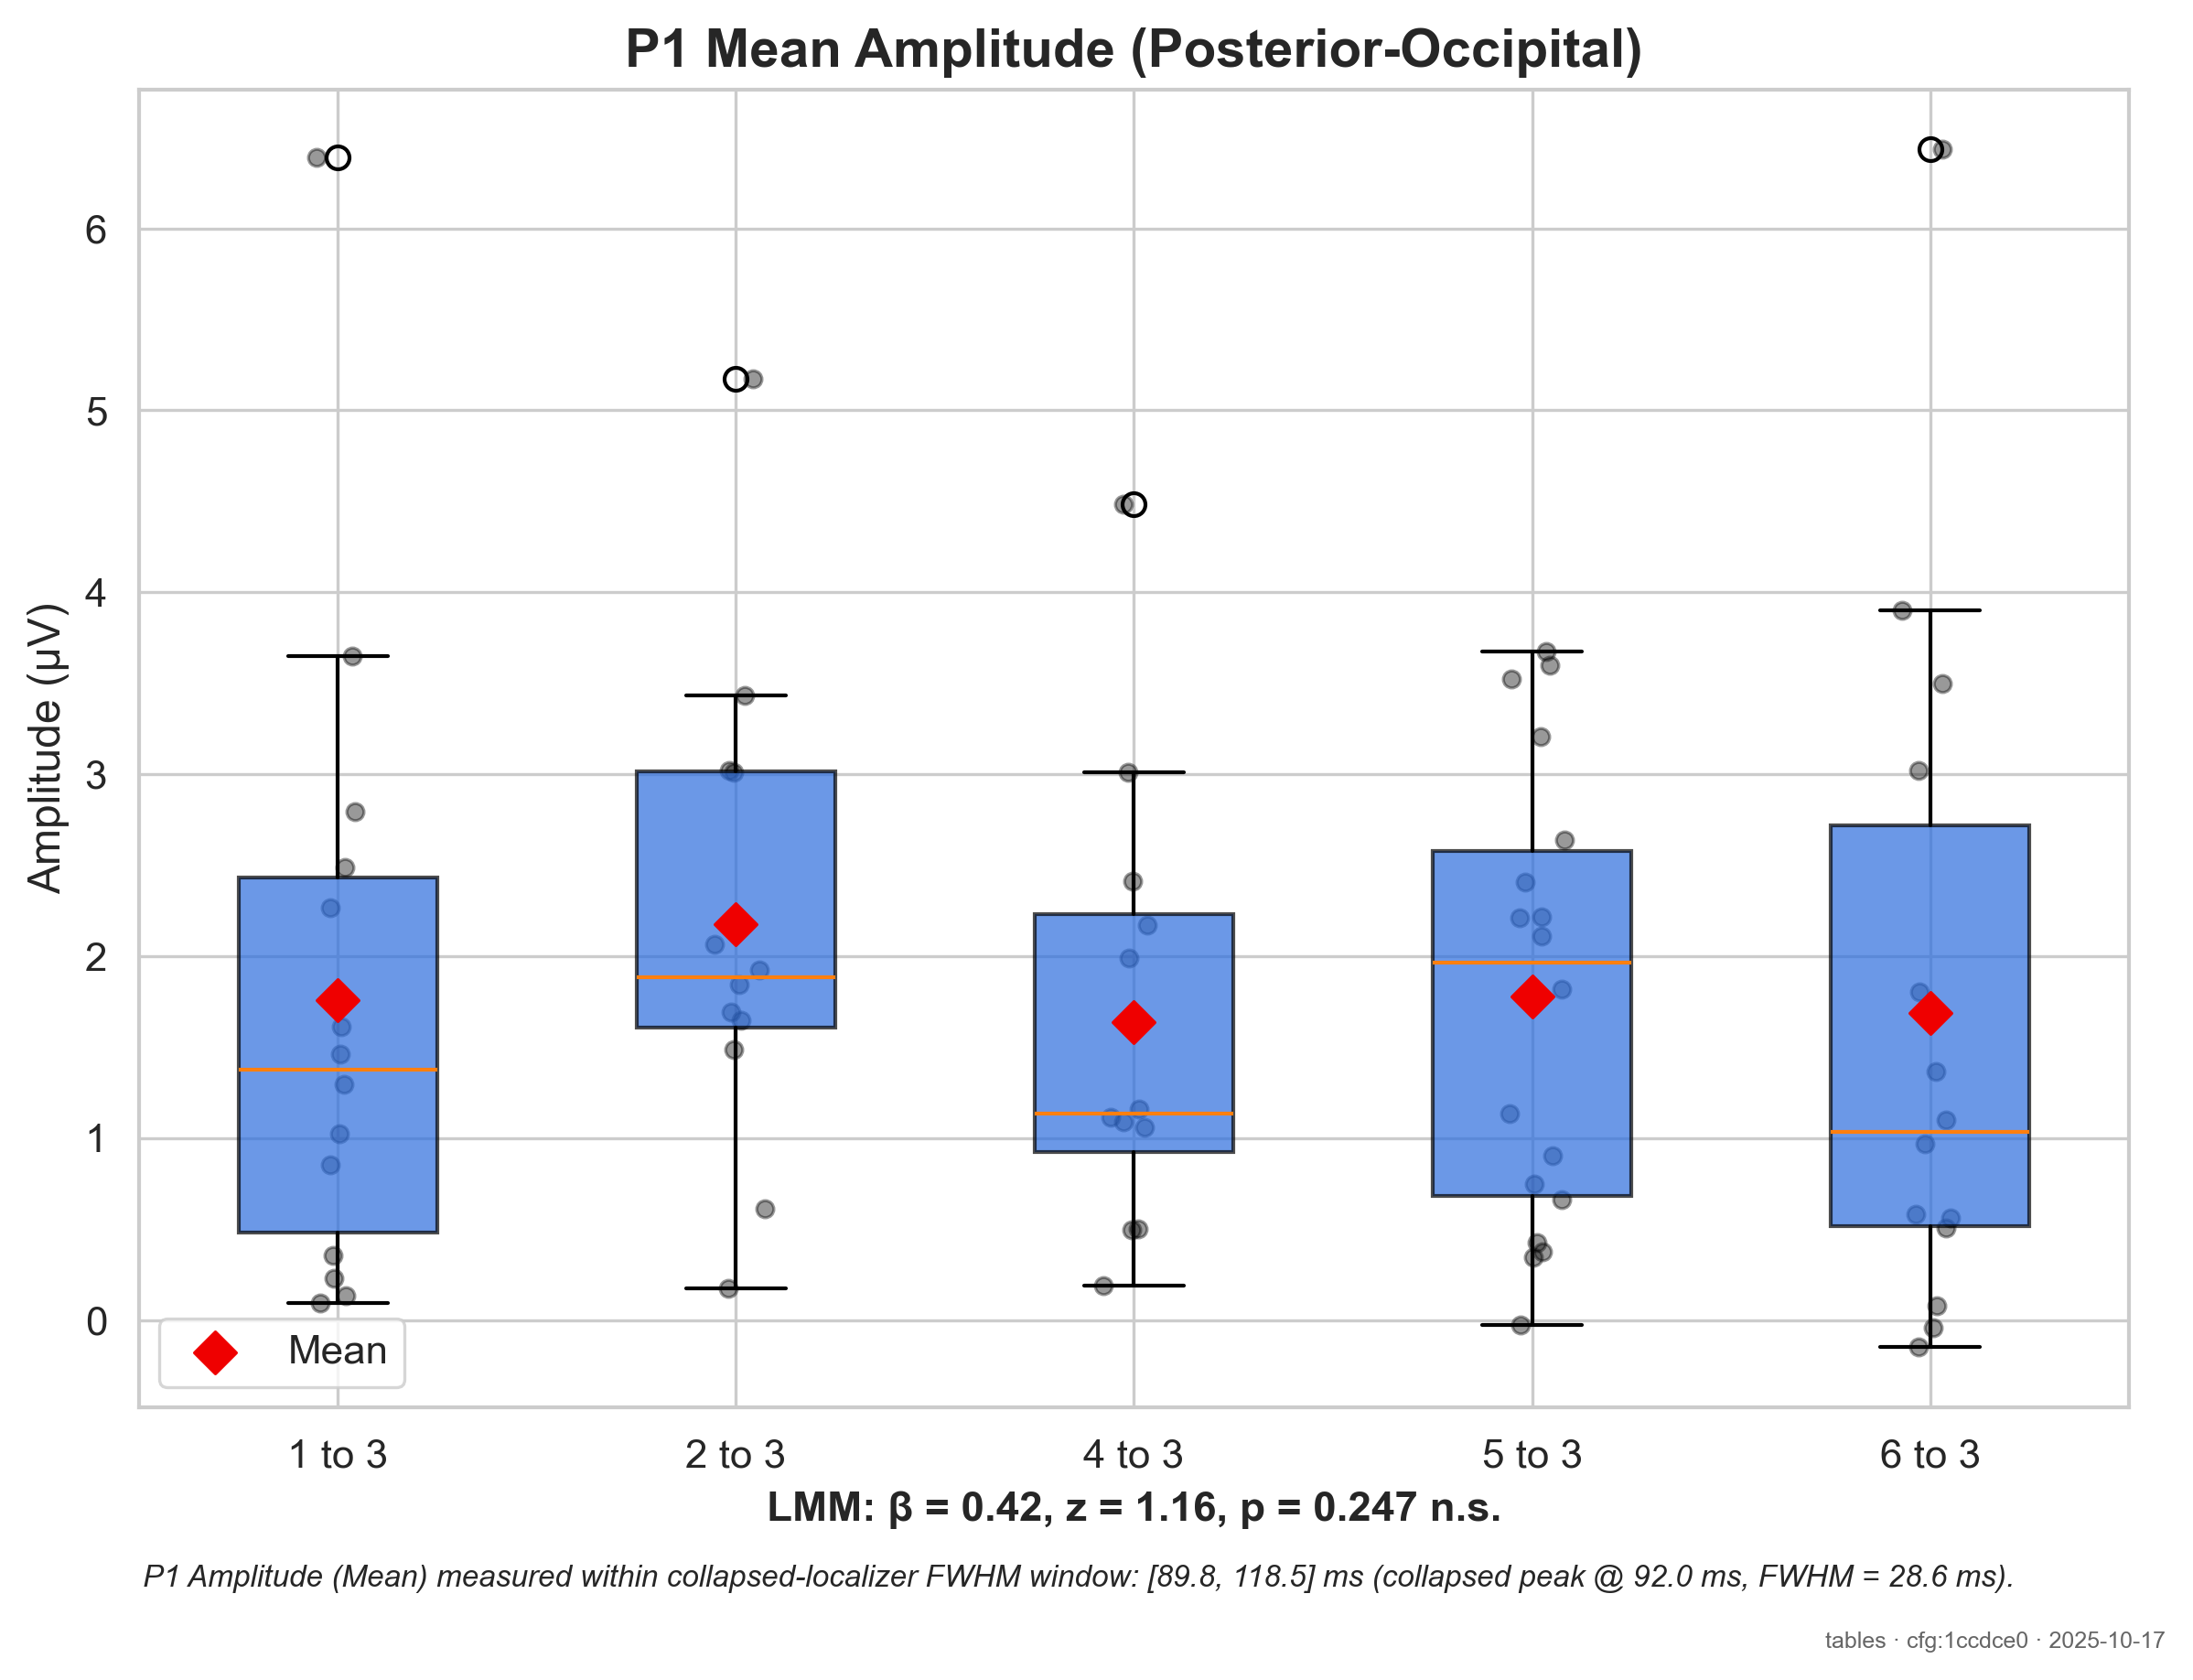 P1 Mean Amplitude (Posterior-Occipital)
Amplitude (µV)
6
5
4
3
2
1
0
Mean
1 to 3
2 to 3
4 to 3
5 to 3
6 to 3
LMM: β = 0.42, z = 1.16, p = 0.247 n.s.
P1 Amplitude (Mean) measured within collapsed-localizer FWHM window: [89.8, 118.5] ms (collapsed peak @ 92.0 ms, FWHM = 28.6 ms).
tables · cfg:1ccdce0 · 2025-10-17